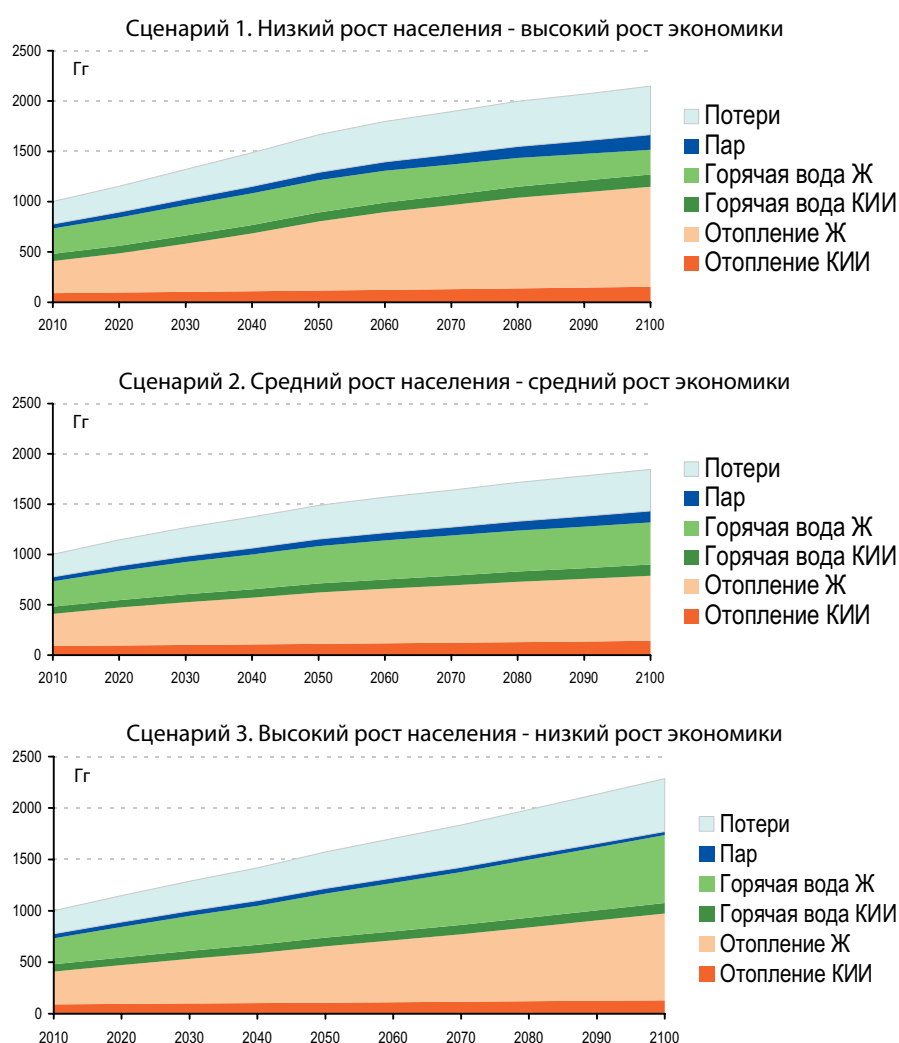 Сценарий 1. Низкий рост населения - высокий рост экономики
2500
Гг
2000
1500
1000
500
0
2010 2020 2030 2040 2050 2060 2070 2080 2090 2100
Потери
Пар
Горячая вода Ж
Горячая вода КИИ
Отопление Ж
Отопление КИИ
Сценарий 2. Средний рост населения - средний рост экономики
2500
Гг
2000
1500
1000
500
0
2010 2020 2030 2040 2050 2060 2070 2080 2090 2100
Потери
Пар
Горячая вода Ж
Горячая вода КИИ
Отопление Ж
Отопление КИИ
Сценарий 3. Высокий рост населения - низкий рост экономики
2500
Гг
2000
1500
1000
500
0
2010 2020 2030 2040 2050 2060 2070 2080 2090 2100
Потери
Пар
Горячая вода Ж
Горячая вода КИИ
Отопление Ж
Отопление КИИ